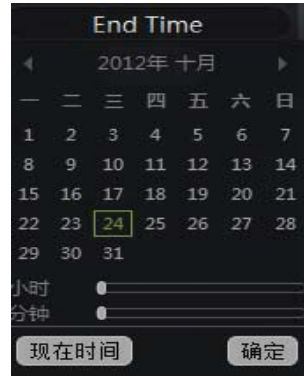 End Time
2012年 十月
一 二 三 四 五 六 日
1 2 3 4 5 6 7
8 9 10 11 12 13 14
15 16 17 18 19 20 21
22 23 24 25 26 27 28
29 30 31
小时
分钟
现在时间 确定